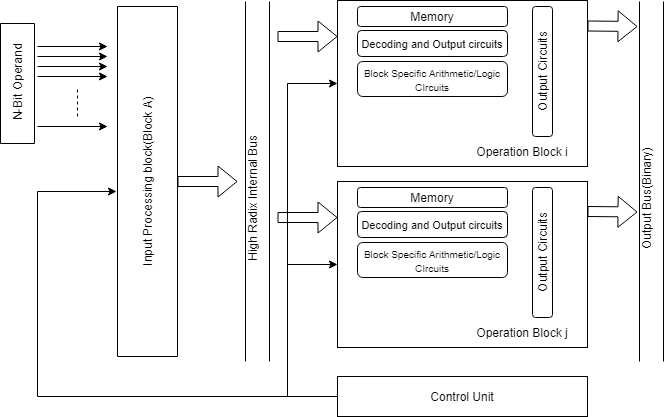 N-Bit Operand
Input Processing block(Block A)
High Radix Internal Bus
Memory
Decoding and Output circuits
Block Specific Arithmetic/Logic
CIrcuits
Output Circuits
Operation Block i
Memory
Decoding and Output circuits
Block Specific Arithmetic/Logic
CIrcuits
Output Circuits
Operation Block j
Output Bus(Binary)
Control Unit